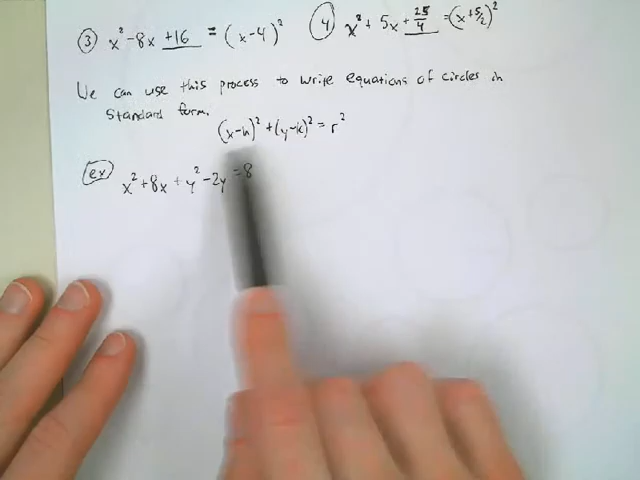 ③ x² - 8x +16 = (x-4)²
④ x² + 5x + 25/4 = (x+5/2)²
We can use this process to write equations of circles in
standard form.
(x-h)² + (y-k)² = r²
ex x² + 8x + y² - 2y = 8